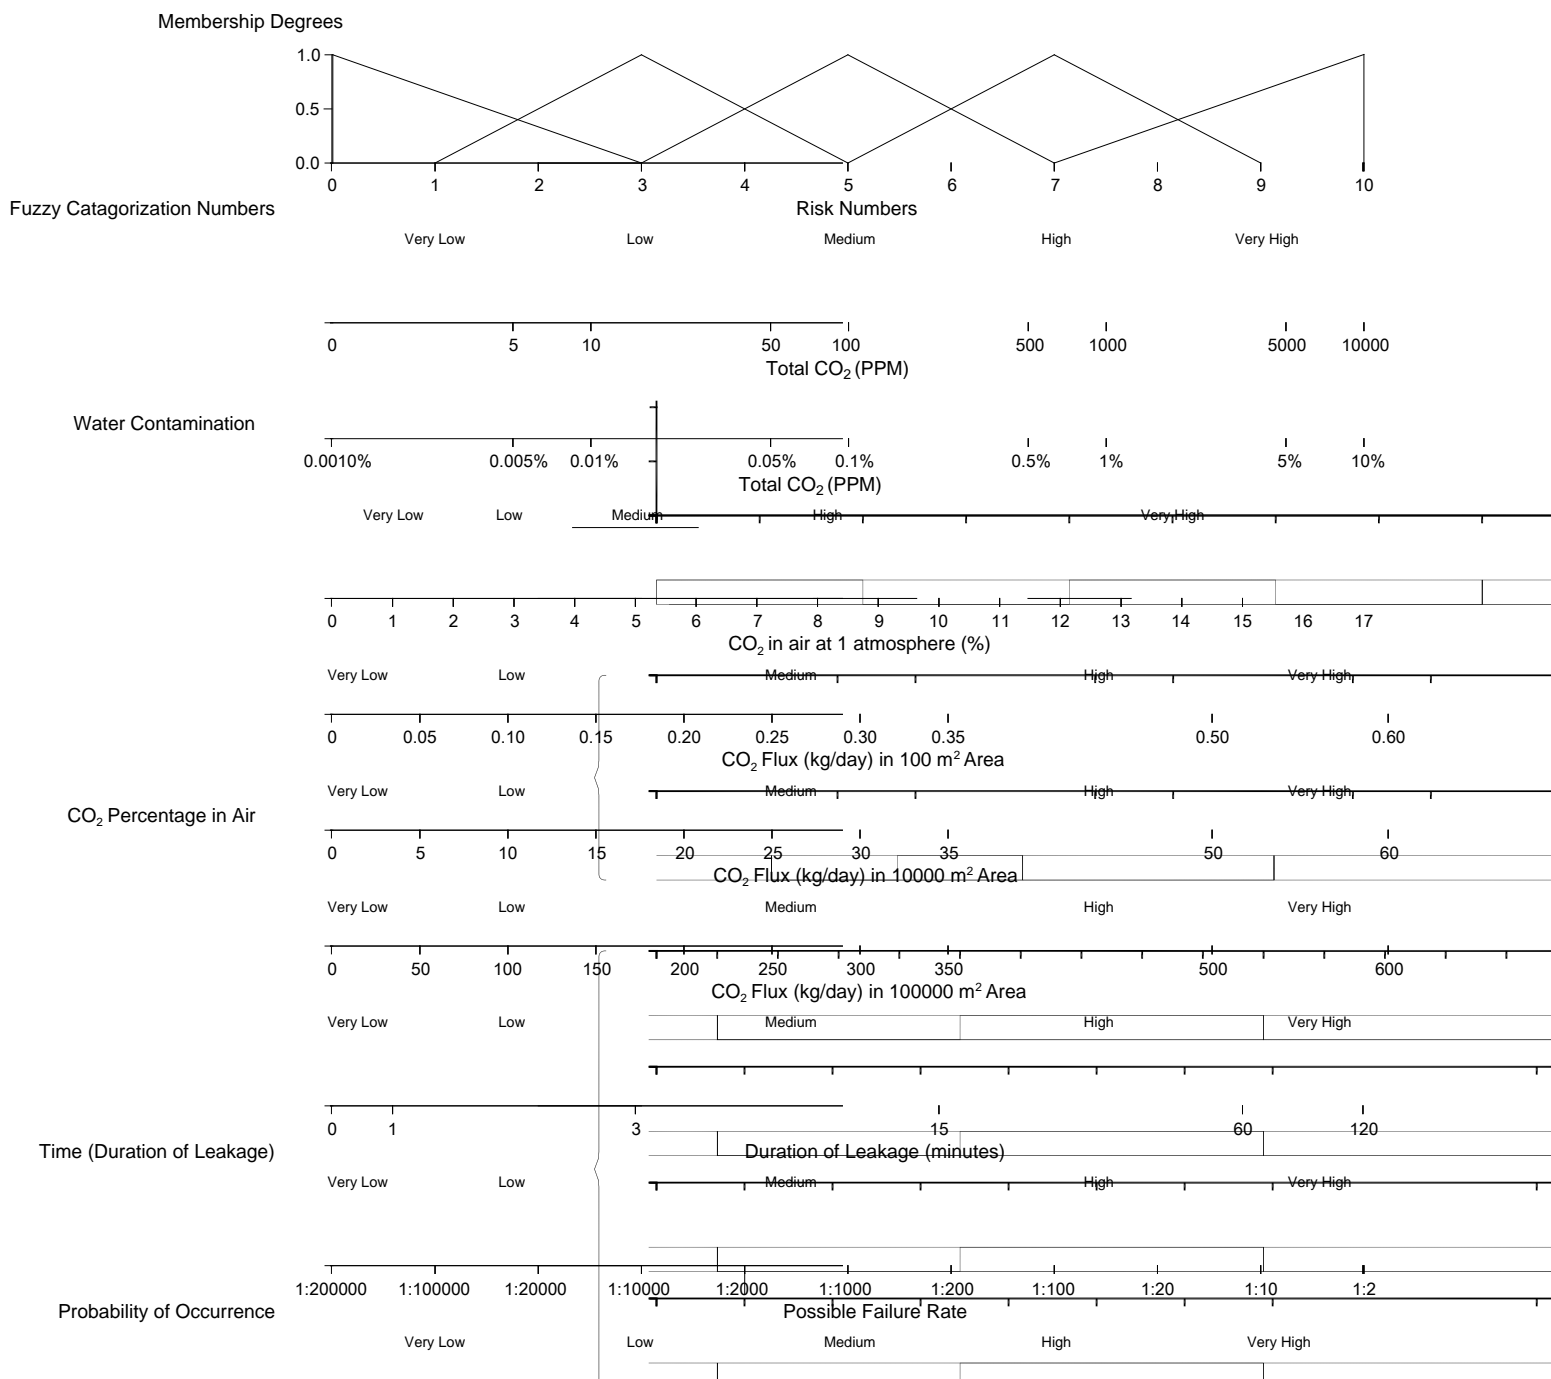 Membership Degrees
1.0
0.5
0.0
0 1 2 3 4 5 6 7 8 9 10
Fuzzy Catagorization Numbers
Risk Numbers
Very Low Low Medium High Very High
0 5 10 50 100 500 1000 5000 10000
Total CO₂ (PPM)
Water Contamination
0.0010% 0.005% 0.01% 0.05% 0.1% 0.5% 1% 5% 10%
Total CO₂ (PPM)
Very Low Low Medium High Very High
0 1 2 3 4 5 6 7 8 9 10 11 12 13 14 15 16 17
CO₂ in air at 1 atmosphere (%)
Very Low Low Medium High Very High
0 0.05 0.10 0.15 0.20 0.25 0.30 0.35 0.50 0.60
CO₂ Flux (kg/day) in 100 m² Area
Very Low Low Medium High Very High
CO₂ Percentage in Air
0 5 10 15 20 25 30 35 50 60
CO₂ Flux (kg/day) in 10000 m² Area
Very Low Low Medium High Very High
0 50 100 150 200 250 300 350 500 600
CO₂ Flux (kg/day) in 100000 m² Area
Very Low Low Medium High Very High
0 1 3 15 60 120
Time (Duration of Leakage)
Duration of Leakage (minutes)
Very Low Low Medium High Very High
1:200000 1:100000 1:20000 1:10000 1:2000 1:1000 1:200 1:100 1:20 1:10 1:2
Probability of Occurrence
Possible Failure Rate
Very Low Low Medium High Very High